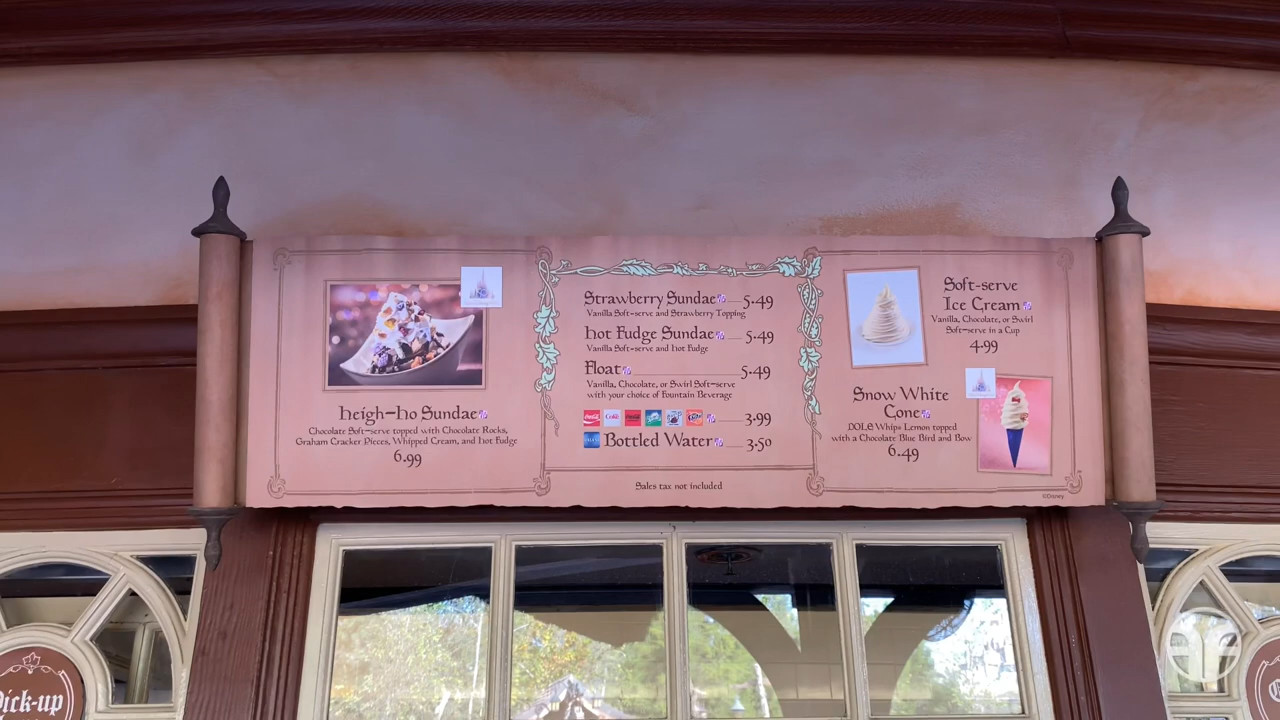 Heigh-Ho Sundae
Chocolate Soft-serve topped with Chocolate Rocks,
Graham Cracker Pieces, Whipped Cream, and Hot Fudge
6.99
Strawberry Sundae 5.49
Vanilla Soft-serve and Strawberry Topping
Hot Fudge Sundae 5.49
Vanilla Soft-serve and Hot Fudge
Float 5.49
Vanilla, Chocolate, or Swirl Soft-serve
with your choice of Fountain Beverage
3.99
Bottled Water 3.50
Sales tax not included
Soft-serve
Ice Cream
Vanilla, Chocolate, or Swirl
Soft-serve in a Cup
4.99
Snow White
Cone
DOLE Whip® Lemon topped
with a Chocolate Blue Bird and Bow
6.49
©Disney
Pick-up